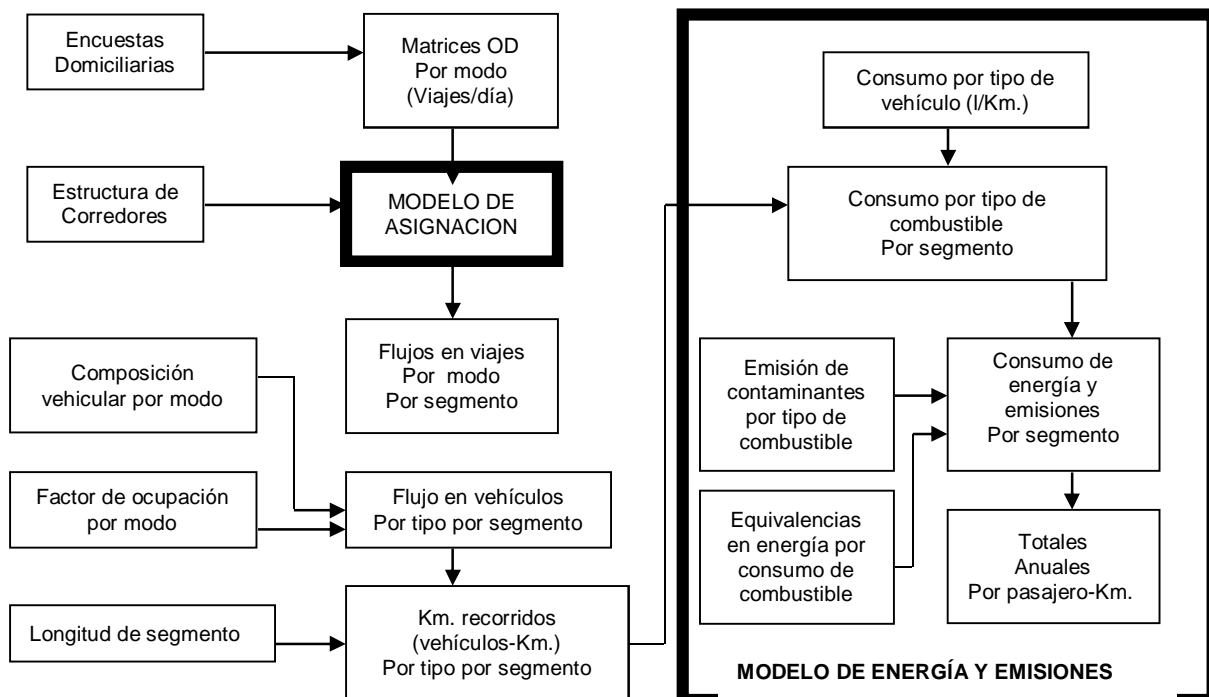 Encuestas
Domiciliarias
Matrices OD
Por modo
(Viajes/día)
Estructura de
Corredores
MODELO DE
ASIGNACION
Flujos en viajes
Por modo
Por segmento
Composición
vehicular por modo
Factor de ocupación
por modo
Flujo en vehículos
Por tipo por segmento
Longitud de segmento
Km. recorridos
(vehículos-Km.)
Por tipo por segmento
Consumo por tipo de
vehículo (l/Km.)
Consumo por tipo de
combustible
Por segmento
Emisión de
contaminantes
por tipo de
combustible
Consumo de
energía y
emisiones
Por segmento
Equivalencias
en energía por
consumo de
combustible
Totales
Anuales
Por pasajero-Km.
MODELO DE ENERGÍA Y EMISIONES